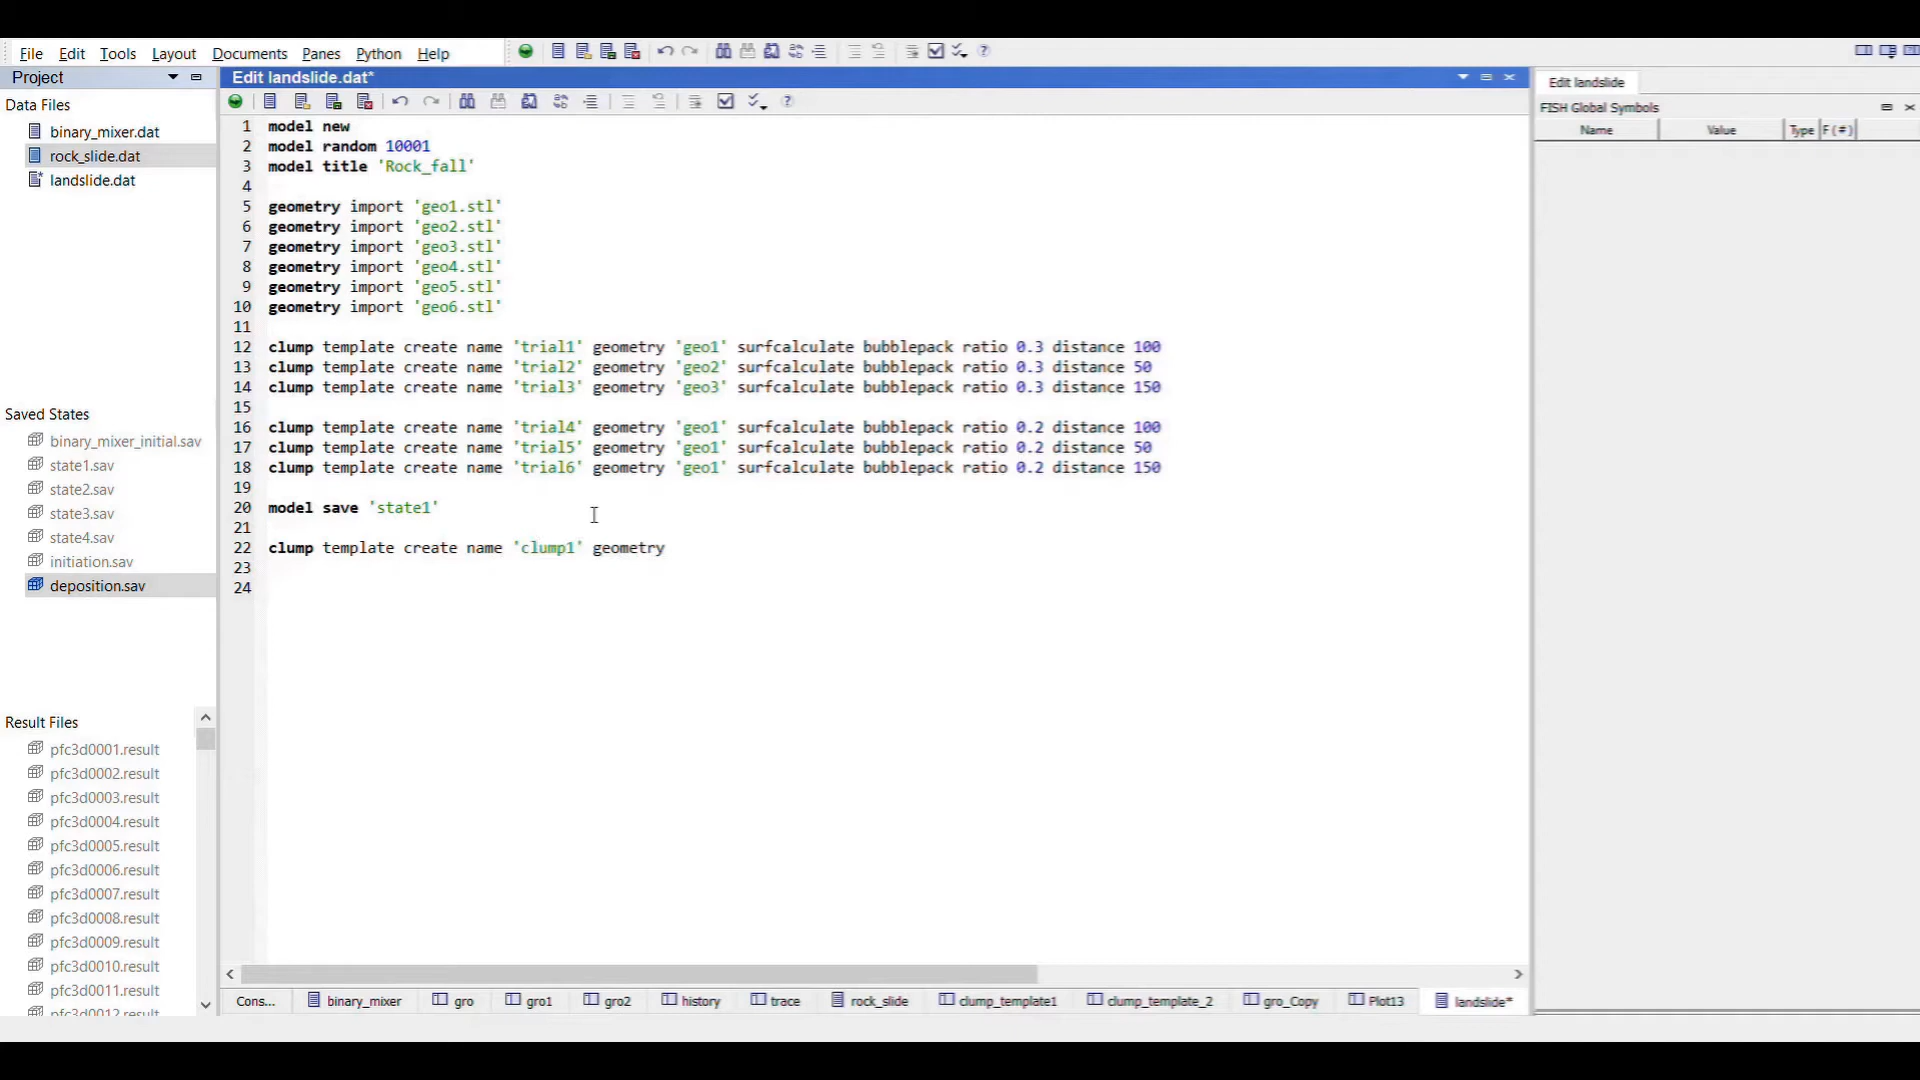 File Edit Tools Layout Documents Panes Python Help
Project
Edit landslide.dat*
Edit landslide
Data Files
binary_mixer.dat
rock_slide.dat
landslide.dat
Saved States
binary_mixer_initial.sav
state1.sav
state2.sav
state3.sav
state4.sav
initiation.sav
deposition.sav
Result Files
pfc3d0001.result
pfc3d0002.result
pfc3d0003.result
pfc3d0004.result
pfc3d0005.result
pfc3d0006.result
pfc3d0007.result
pfc3d0008.result
pfc3d0009.result
pfc3d0010.result
pfc3d0011.result
pfc3d0012.result
1 model new
2 model random 10001
3 model title 'Rock_fall'
4
5 geometry import 'geo1.stl'
6 geometry import 'geo2.stl'
7 geometry import 'geo3.stl'
8 geometry import 'geo4.stl'
9 geometry import 'geo5.stl'
10 geometry import 'geo6.stl'
11
12 clump template create name 'trial1' geometry 'geo1' surfcalculate bubblepack ratio 0.3 distance 100
13 clump template create name 'trial2' geometry 'geo2' surfcalculate bubblepack ratio 0.3 distance 50
14 clump template create name 'trial3' geometry 'geo3' surfcalculate bubblepack ratio 0.3 distance 150
15
16 clump template create name 'trial4' geometry 'geo1' surfcalculate bubblepack ratio 0.2 distance 100
17 clump template create name 'trial5' geometry 'geo1' surfcalculate bubblepack ratio 0.2 distance 50
18 clump template create name 'trial6' geometry 'geo1' surfcalculate bubblepack ratio 0.2 distance 150
19
20 model save 'state1'
21
22 clump template create name 'clump1' geometry
23
24
FISH Global Symbols
Name Value Type F(#)
Cons... binary_mixer gro gro1 gro2 history trace rock_slide clump_template1 clump_template_2 gro_Copy Plot13 landslide*